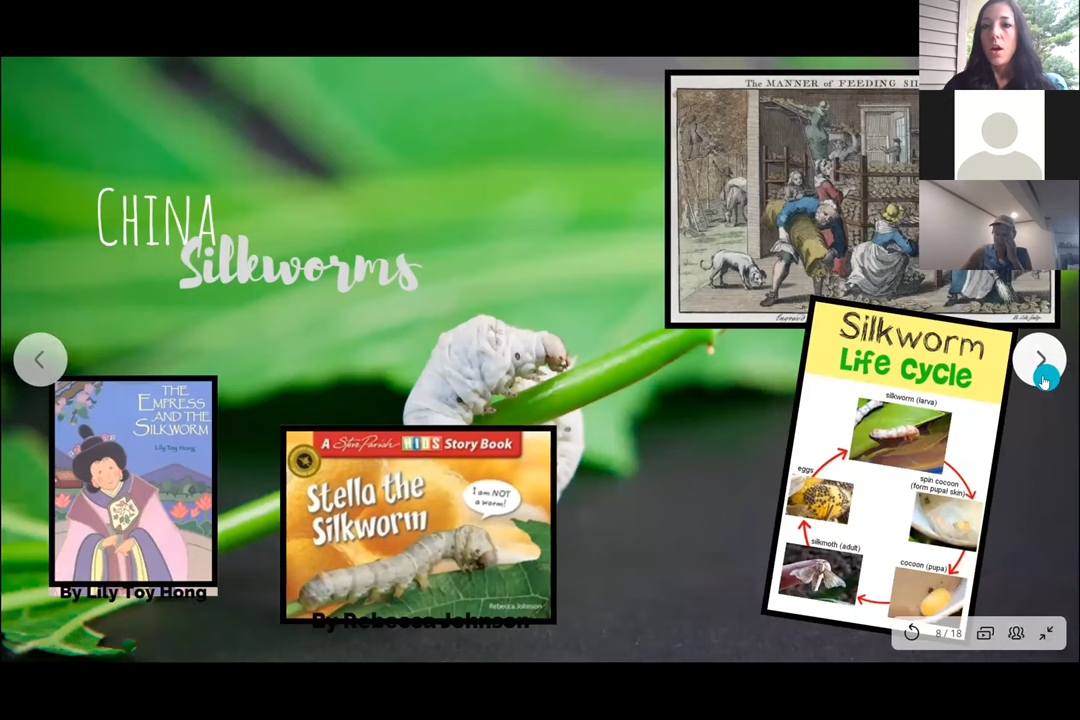 The MANNER of FEEDING
CHINA
Silkworms
Silkworm
Life Cycle
silkworm (larva)
eggs
spin cocoon
(form pupal skin)
silkmoth (adult)
cocoon (pupa)
THE
EMPRESS
AND THE
SILKWORM
Lily Toy Hong
By Lily Toy Hong
A Steve Parish KIDS Story Book
Stella the
Silkworm
I am NOT
a worm!
Rebecca Johnson
By Rebecca Johnson
8 / 18